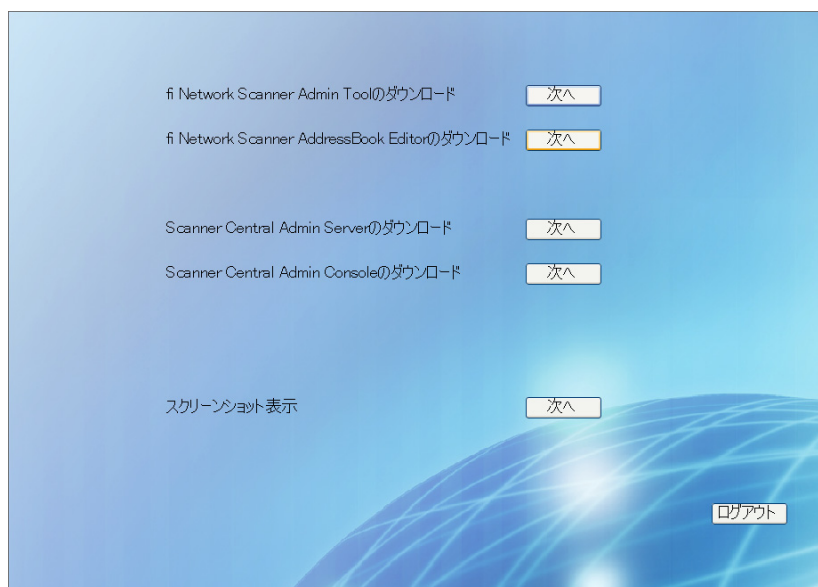 fi Network Scanner Admin Toolのダウンロード 次へ
fi Network Scanner AddressBook Editorのダウンロード 次へ
Scanner Central Admin Serverのダウンロード 次へ
Scanner Central Admin Consoleのダウンロード 次へ
スクリーンショット表示 次へ
ログアウト